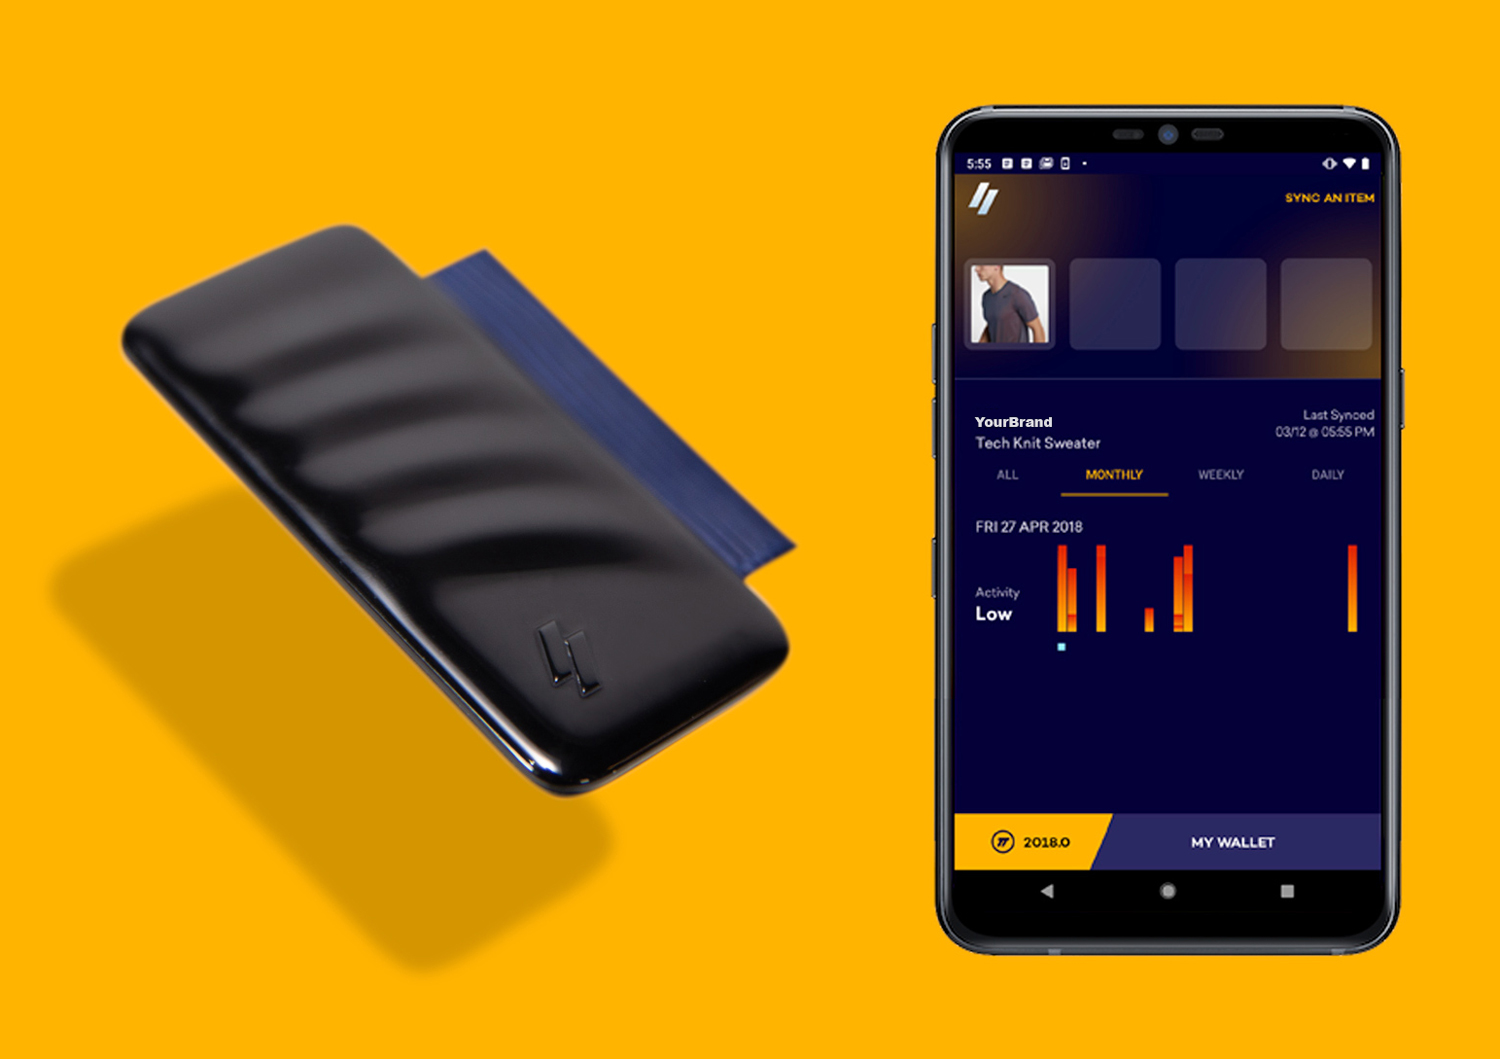 5:55
SYNC AN ITEM
YourBrand
Tech Knit Sweater
Last Synced
03/12 @ 05:55 PM
ALL MONTHLY WEEKLY DAILY
FRI 27 APR 2018
Activity
Low
2018.0
MY WALLET